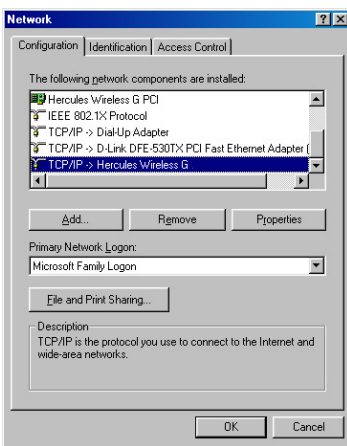 Network
Configuration Identification Access Control
The following network components are installed:
Hercules Wireless G PCI
IEEE 802.1X Protocol
TCP/IP -> Dial-Up Adapter
TCP/IP -> D-Link DFE-530TX PCI Fast Ethernet Adapter (
TCP/IP -> Hercules Wireless G
Add... Remove Properties
Primary Network Logon:
Microsoft Family Logon
File and Print Sharing...
Description
TCP/IP is the protocol you use to connect to the Internet and
wide-area networks.
OK Cancel